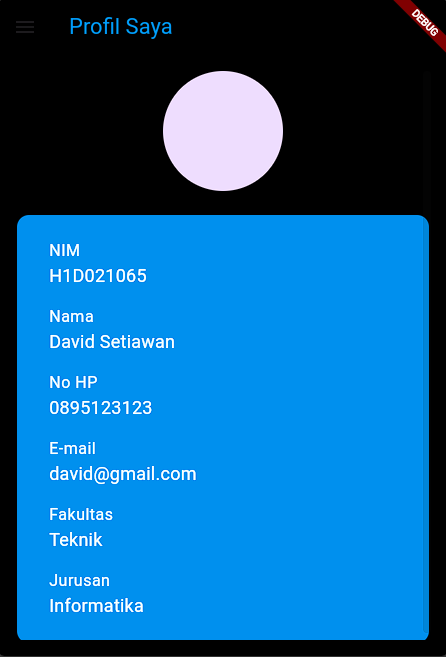 Profil Saya
DEBUG
NIM
H1D021065
Nama
David Setiawan
No HP
0895123123
E-mail
david@gmail.com
Fakultas
Teknik
Jurusan
Informatika